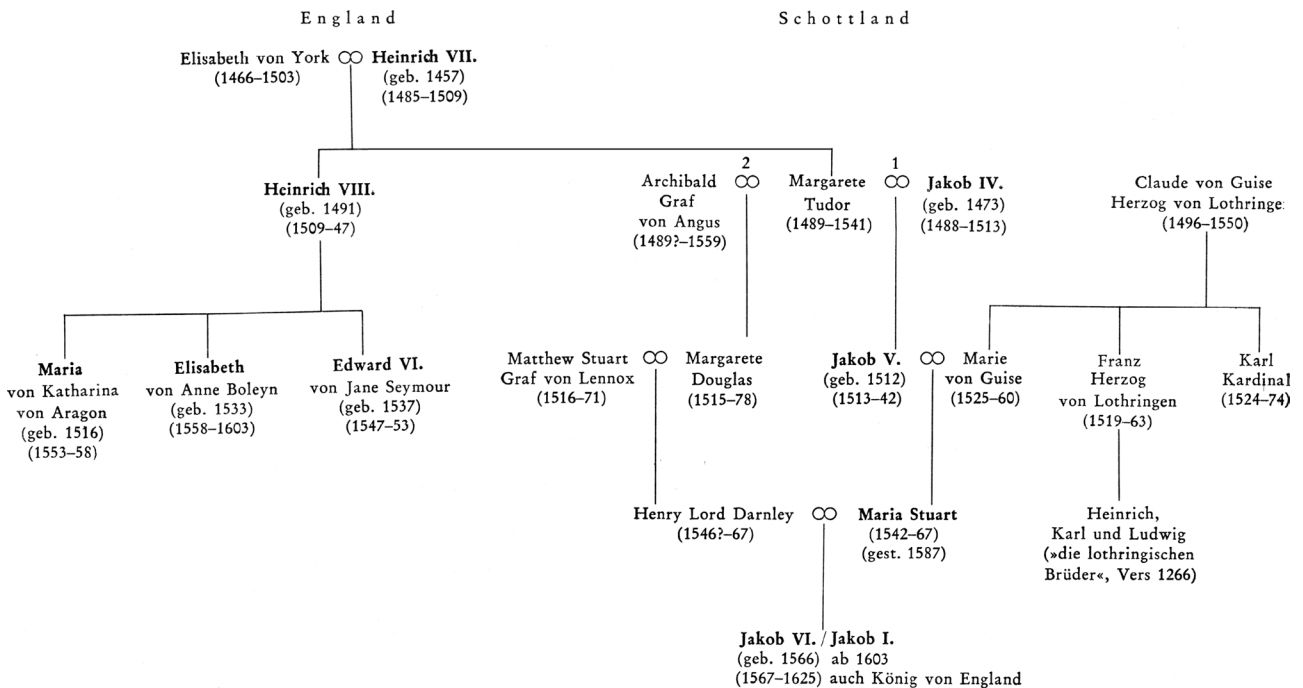 England
Schottland
Elisabeth von York ∞ Heinrich VII.
(1466–1503)
(geb. 1457)
(1485–1509)
Heinrich VIII.
(geb. 1491)
(1509–47)
2
1
Archibald
Graf
von Angus
(1489?–1559)
∞
Margarete
Tudor
(1489–1541)
∞
Jakob IV.
(geb. 1473)
(1488–1513)
Claude von Guise
Herzog von Lothringe
(1496–1550)
Maria
von Katharina
von Aragon
(geb. 1516)
(1553–58)
Elisabeth
von Anne Boleyn
(geb. 1533)
(1558–1603)
Edward VI.
von Jane Seymour
(geb. 1537)
(1547–53)
Matthew Stuart
Graf von Lennox
(1516–71)
∞
Margarete
Douglas
(1515–78)
Jakob V.
(geb. 1512)
(1513–42)
∞
Marie
von Guise
(1525–60)
Franz
Herzog
von Lothringen
(1519–63)
Karl
Kardinal
(1524–74)
Henry Lord Darnley
(1546?–67)
∞
Maria Stuart
(1542–67)
(gest. 1587)
Heinrich,
Karl und Ludwig
(»die lothringischen
Brüder«, Vers 1266)
Jakob VI. / Jakob I.
(geb. 1566) ab 1603
(1567–1625) auch König von England